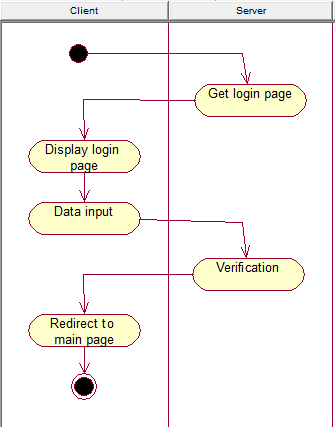 Client
Server
Get login page
Display login
page
Data input
Verification
Redirect to
main page